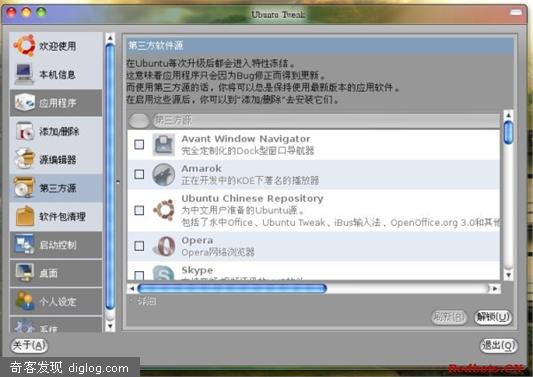 Ubuntu Tweak
欢迎使用
本机信息
应用程序
添加/删除
源编辑器
第三方源
软件包清理
启动控制
桌面
个人设定
系统
第三方软件源
在Ubuntu每次升级后都会进入特性冻结。
这意味着应用程序只会因为Bug修正而得到更新。
而使用第三方源的话，你将可以总是保持使用最新版本的应用软件。
在启用这些源后，你可以到"添加/删除"去安装它们。
第三方源
Avant Window Navigator
完全定制化的Dock型窗口导航器
Amarok
正在开发中的KDE下著名的播放器
Ubuntu Chinese Repository
为中文用户准备的Ubuntu源。
包括了永中Office、Ubuntu Tweak、iBus输入法、OpenOffice.org 3.0和其他
Opera
Opera网络浏览器
Skype
详细
刷新(R)
解锁(U)
关于(A)
退出(Q)
奇客发现 diglog.com
Redbots.CN